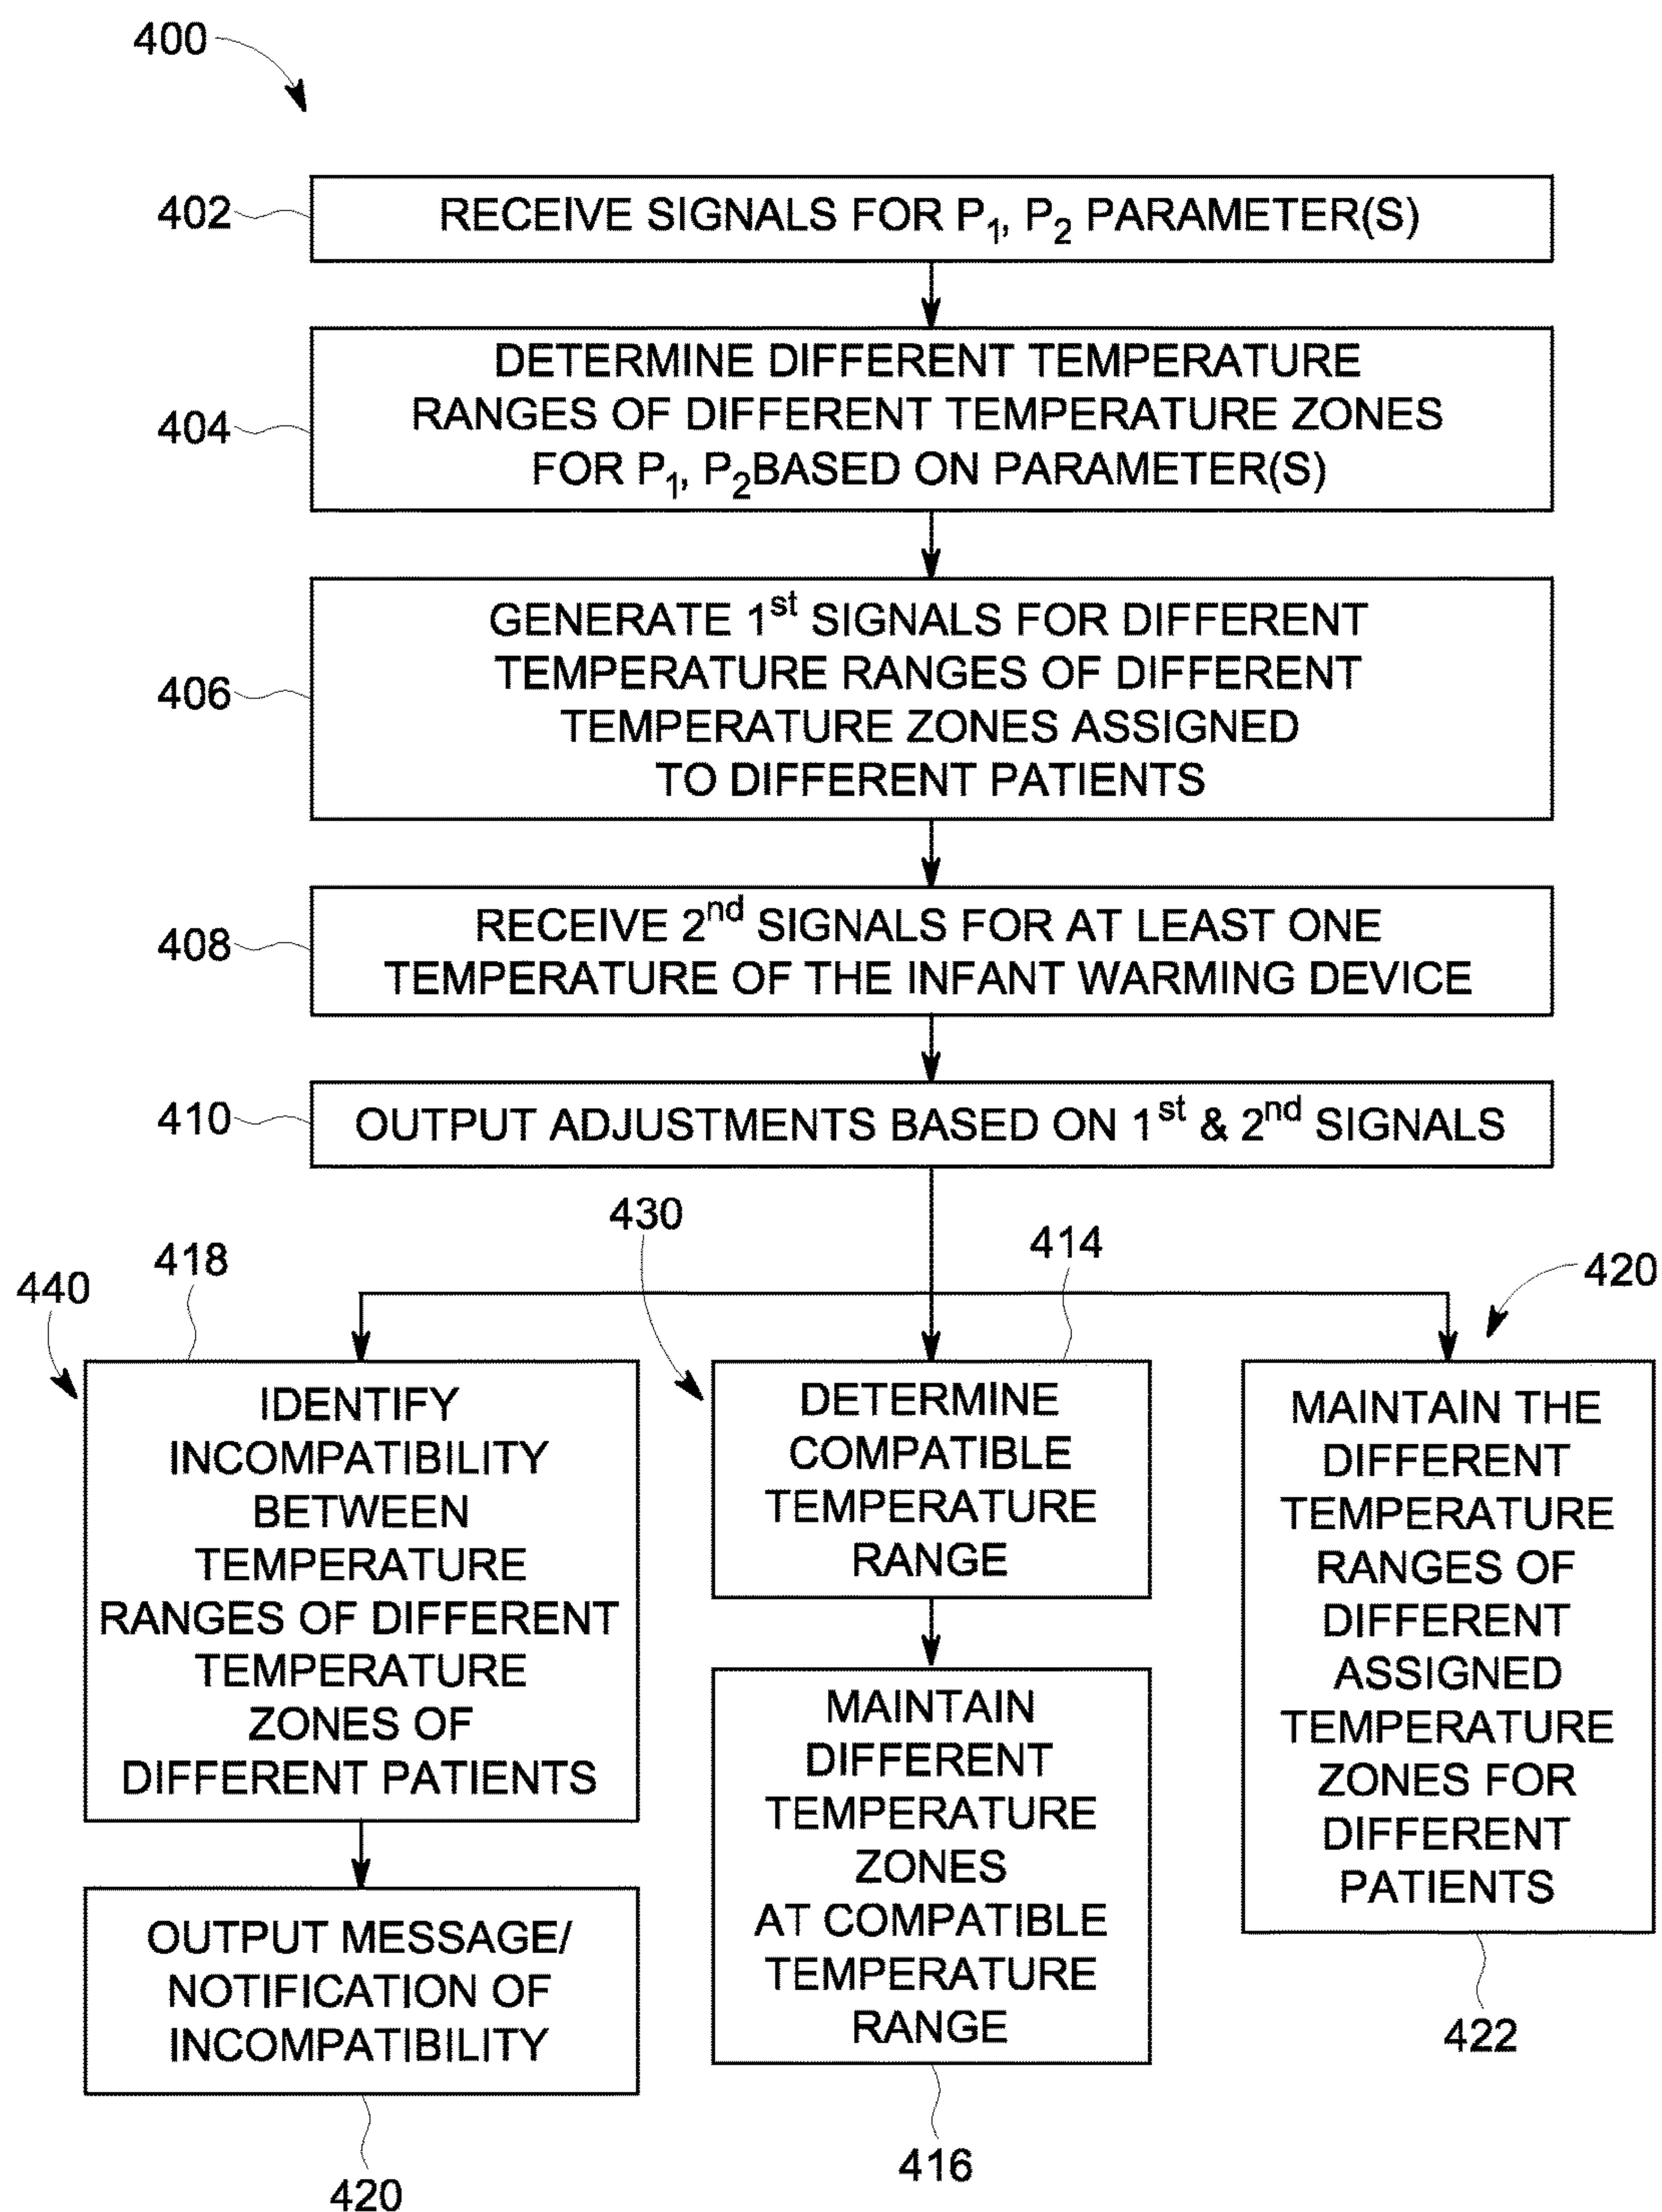 400
402
RECEIVE SIGNALS FOR P1, P2 PARAMETER(S)
404
DETERMINE DIFFERENT TEMPERATURE
RANGES OF DIFFERENT TEMPERATURE ZONES
FOR P1, P2BASED ON PARAMETER(S)
406
GENERATE 1st SIGNALS FOR DIFFERENT
TEMPERATURE RANGES OF DIFFERENT
TEMPERATURE ZONES ASSIGNED
TO DIFFERENT PATIENTS
408
RECEIVE 2nd SIGNALS FOR AT LEAST ONE
TEMPERATURE OF THE INFANT WARMING DEVICE
410
OUTPUT ADJUSTMENTS BASED ON 1st & 2nd SIGNALS
440
418
IDENTIFY
INCOMPATIBILITY
BETWEEN
TEMPERATURE
RANGES OF DIFFERENT
TEMPERATURE
ZONES OF
DIFFERENT PATIENTS
OUTPUT MESSAGE/
NOTIFICATION OF
INCOMPATIBILITY
420
430
414
DETERMINE
COMPATIBLE
TEMPERATURE
RANGE
MAINTAIN
DIFFERENT
TEMPERATURE
ZONES
AT COMPATIBLE
TEMPERATURE
RANGE
416
420
MAINTAIN THE
DIFFERENT
TEMPERATURE
RANGES OF
DIFFERENT
ASSIGNED
TEMPERATURE
ZONES FOR
DIFFERENT
PATIENTS
422